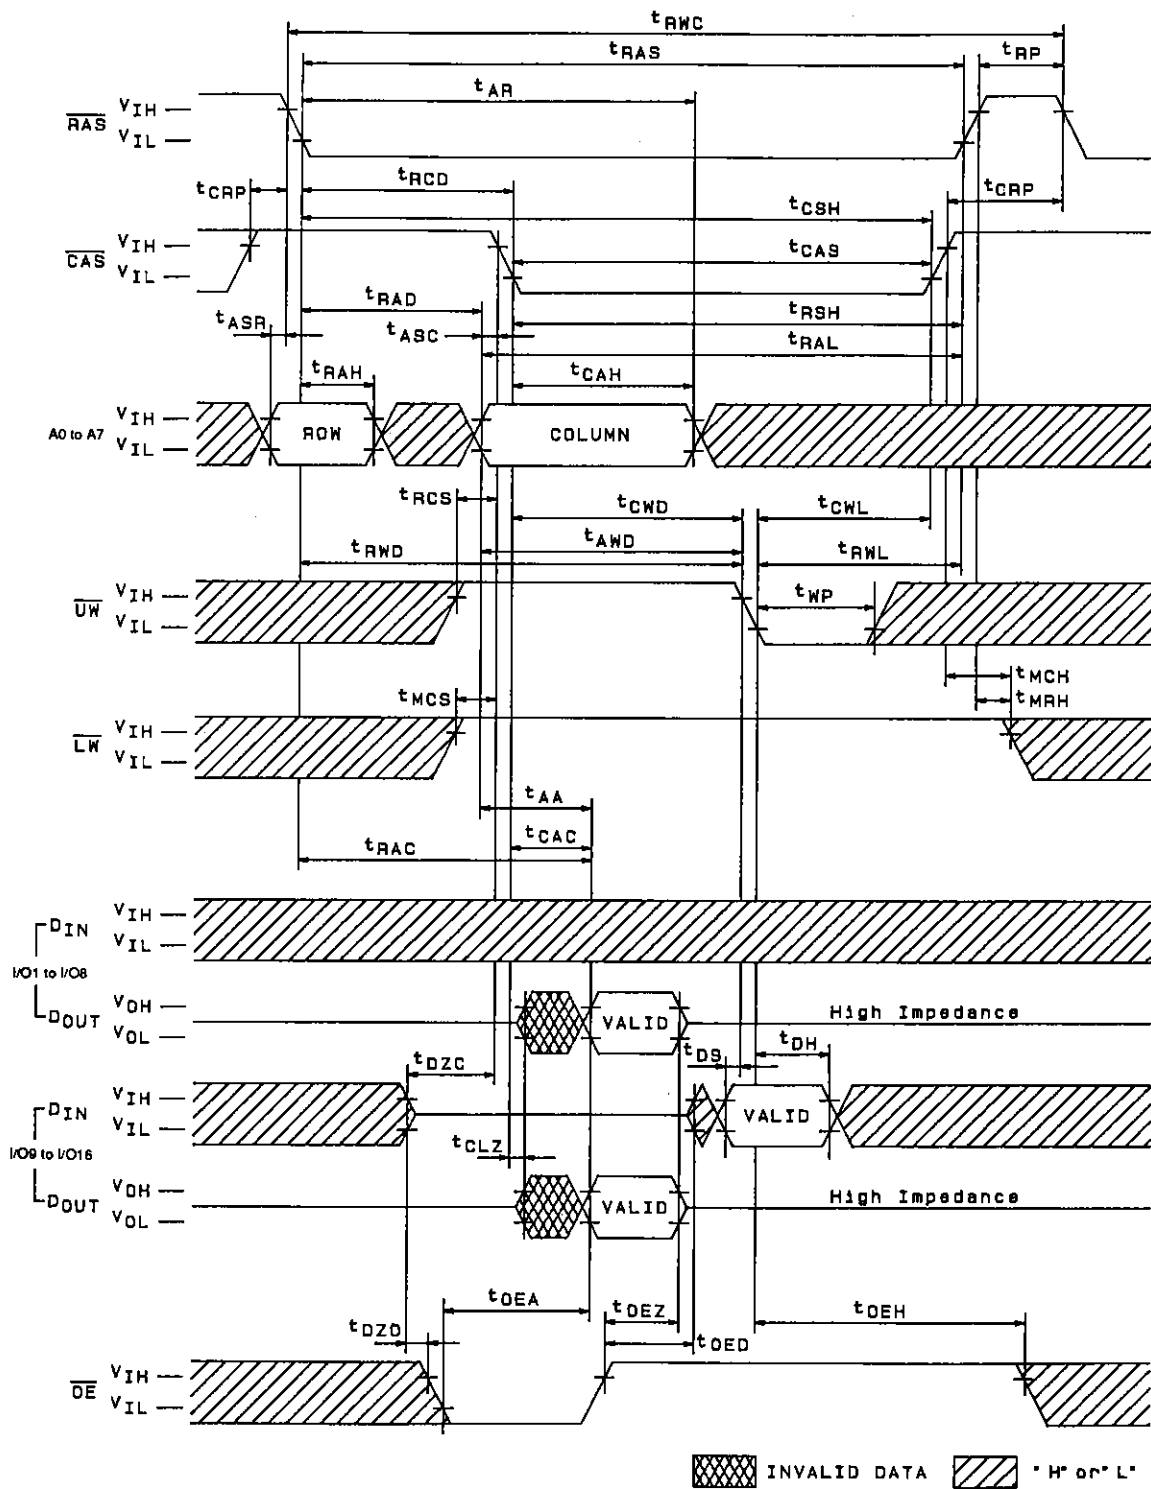 tRWC
tRAS
tRP
tAR
RAS VIH
VIL
tCRP
tRCD
tCRP
tCSH
CAS VIH
VIL
tCAS
tRAD
tRSH
tASR
tASC
tRAL
tRAH
tCAH
A0 to A7 VIH
VIL
ROW
COLUMN
tRCS
tCWD
tCWL
tAWD
tRWD
tRWL
UW VIH
VIL
tWP
tMCH
tMCS
tMRH
LW VIH
VIL
tAA
tCAC
tRAC
DIN VIH
VIL
I/O1 to I/O8
DOUT VOH
VOL
VALID
High Impedance
tDZC
tDS
tDH
DIN VIH
VIL
VALID
I/O9 to I/O16
tCLZ
DOUT VOH
VOL
VALID
High Impedance
tOEA
tOEZ
tOEH
tDZO
tOED
OE VIH
VIL
INVALID DATA
"H" or "L"